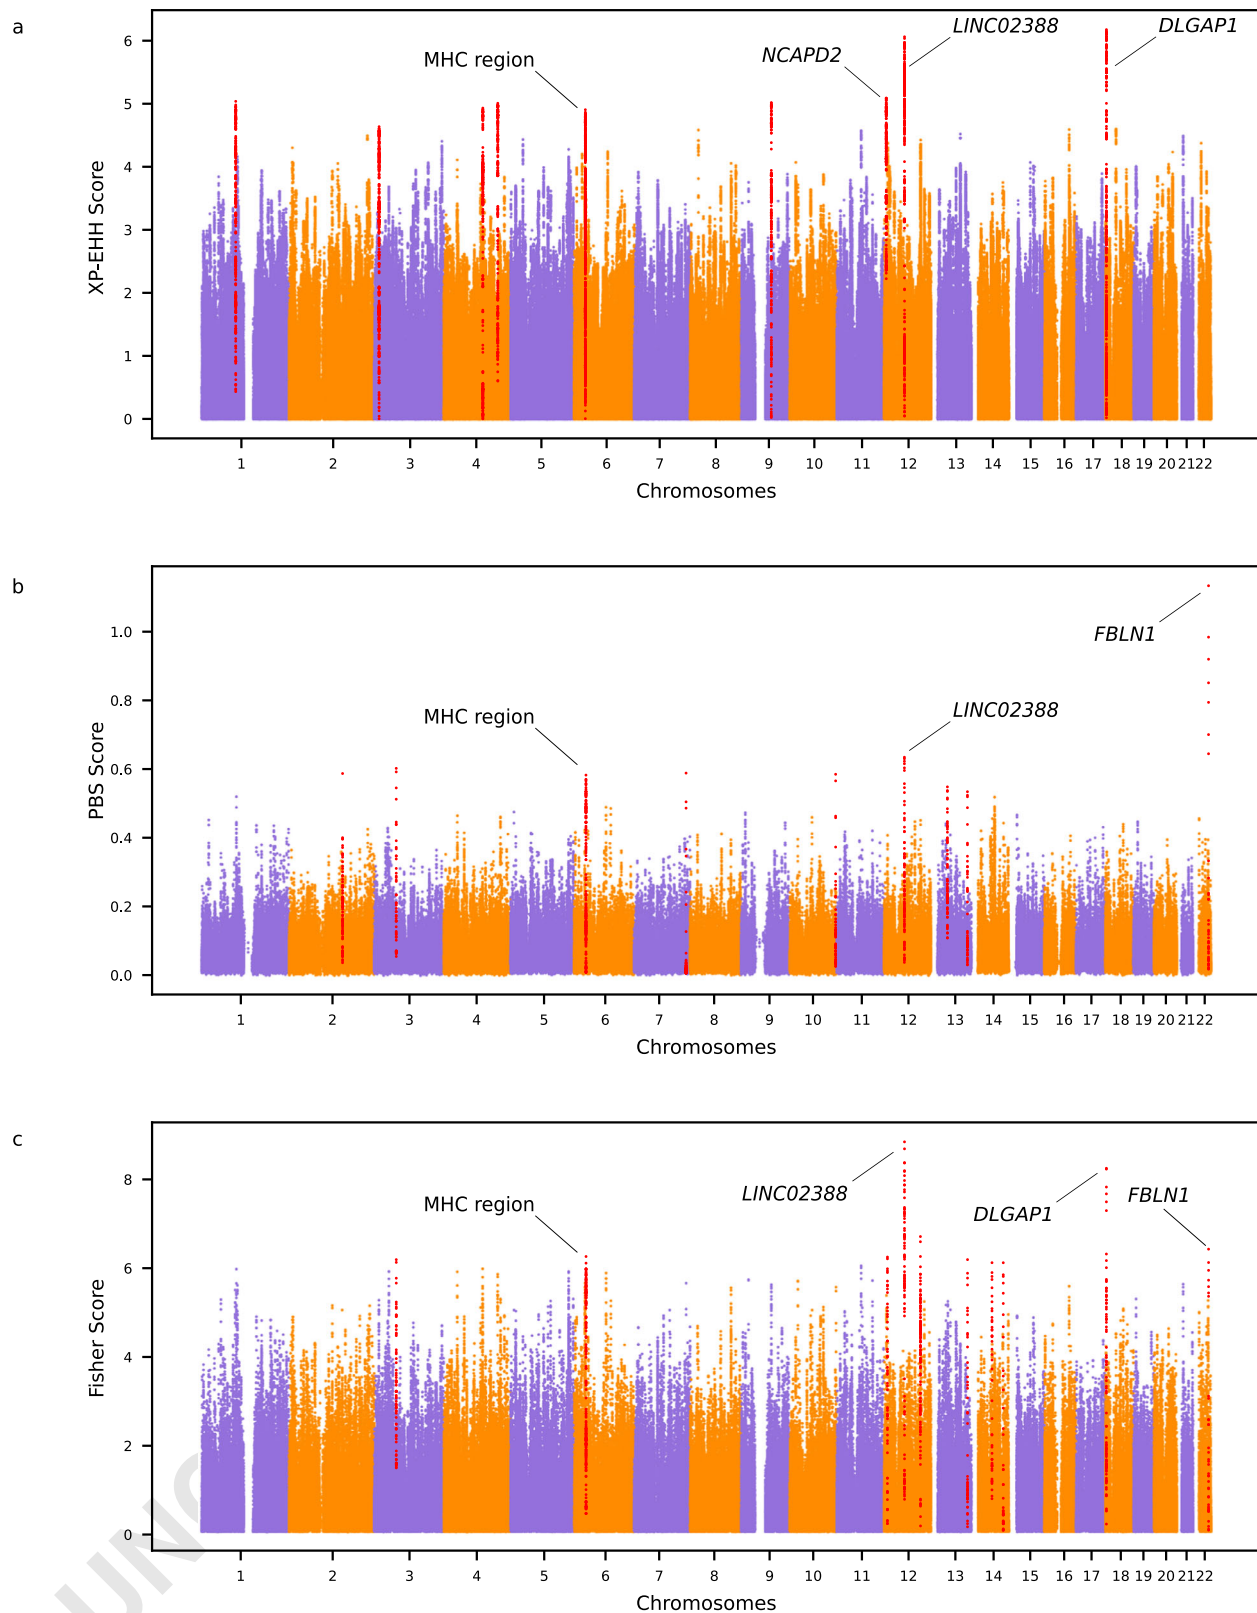 a
XP-EHH Score
6
5
4
3
2
1
0
MHC region
NCAPD2
LINC02388
DLGAP1
1 2 3 4 5 6 7 8 9 10 11 12 13 14 15 16 17 18 19 20 21 22
Chromosomes
b
PBS Score
1.0
0.8
0.6
0.4
0.2
0.0
MHC region
LINC02388
FBLN1
1 2 3 4 5 6 7 8 9 10 11 12 13 14 15 16 17 18 19 20 21 22
Chromosomes
c
Fisher Score
8
6
4
2
0
MHC region
LINC02388
DLGAP1
FBLN1
1 2 3 4 5 6 7 8 9 10 11 12 13 14 15 16 17 18 19 20 21 22
Chromosomes